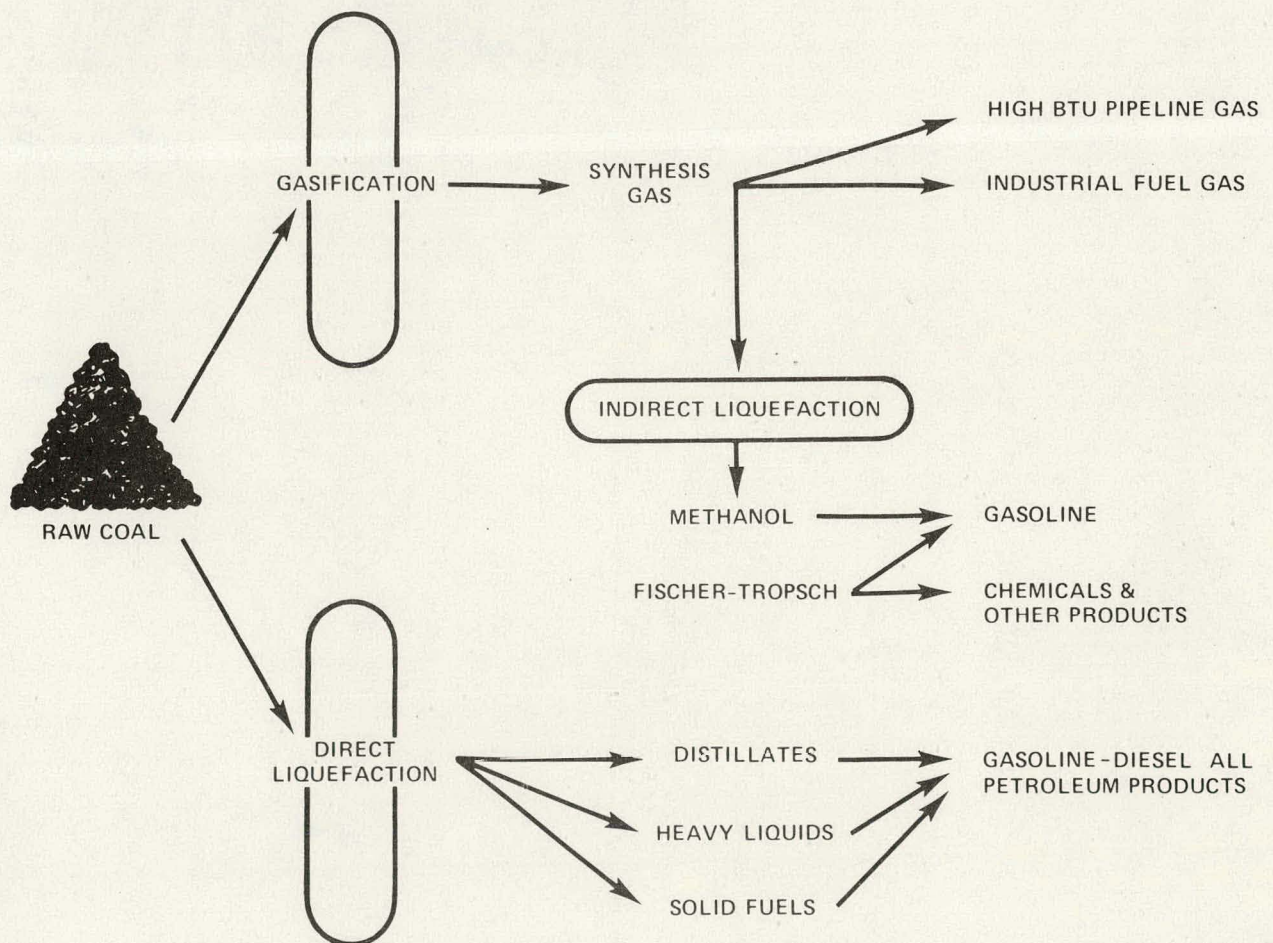 HIGH BTU PIPELINE GAS
GASIFICATION
SYNTHESIS
GAS
INDUSTRIAL FUEL GAS
INDIRECT LIQUEFACTION
RAW COAL
METHANOL
GASOLINE
FISCHER-TROPSCH
CHEMICALS &
OTHER PRODUCTS
DIRECT
LIQUEFACTION
DISTILLATES
GASOLINE-DIESEL ALL
PETROLEUM PRODUCTS
HEAVY LIQUIDS
SOLID FUELS